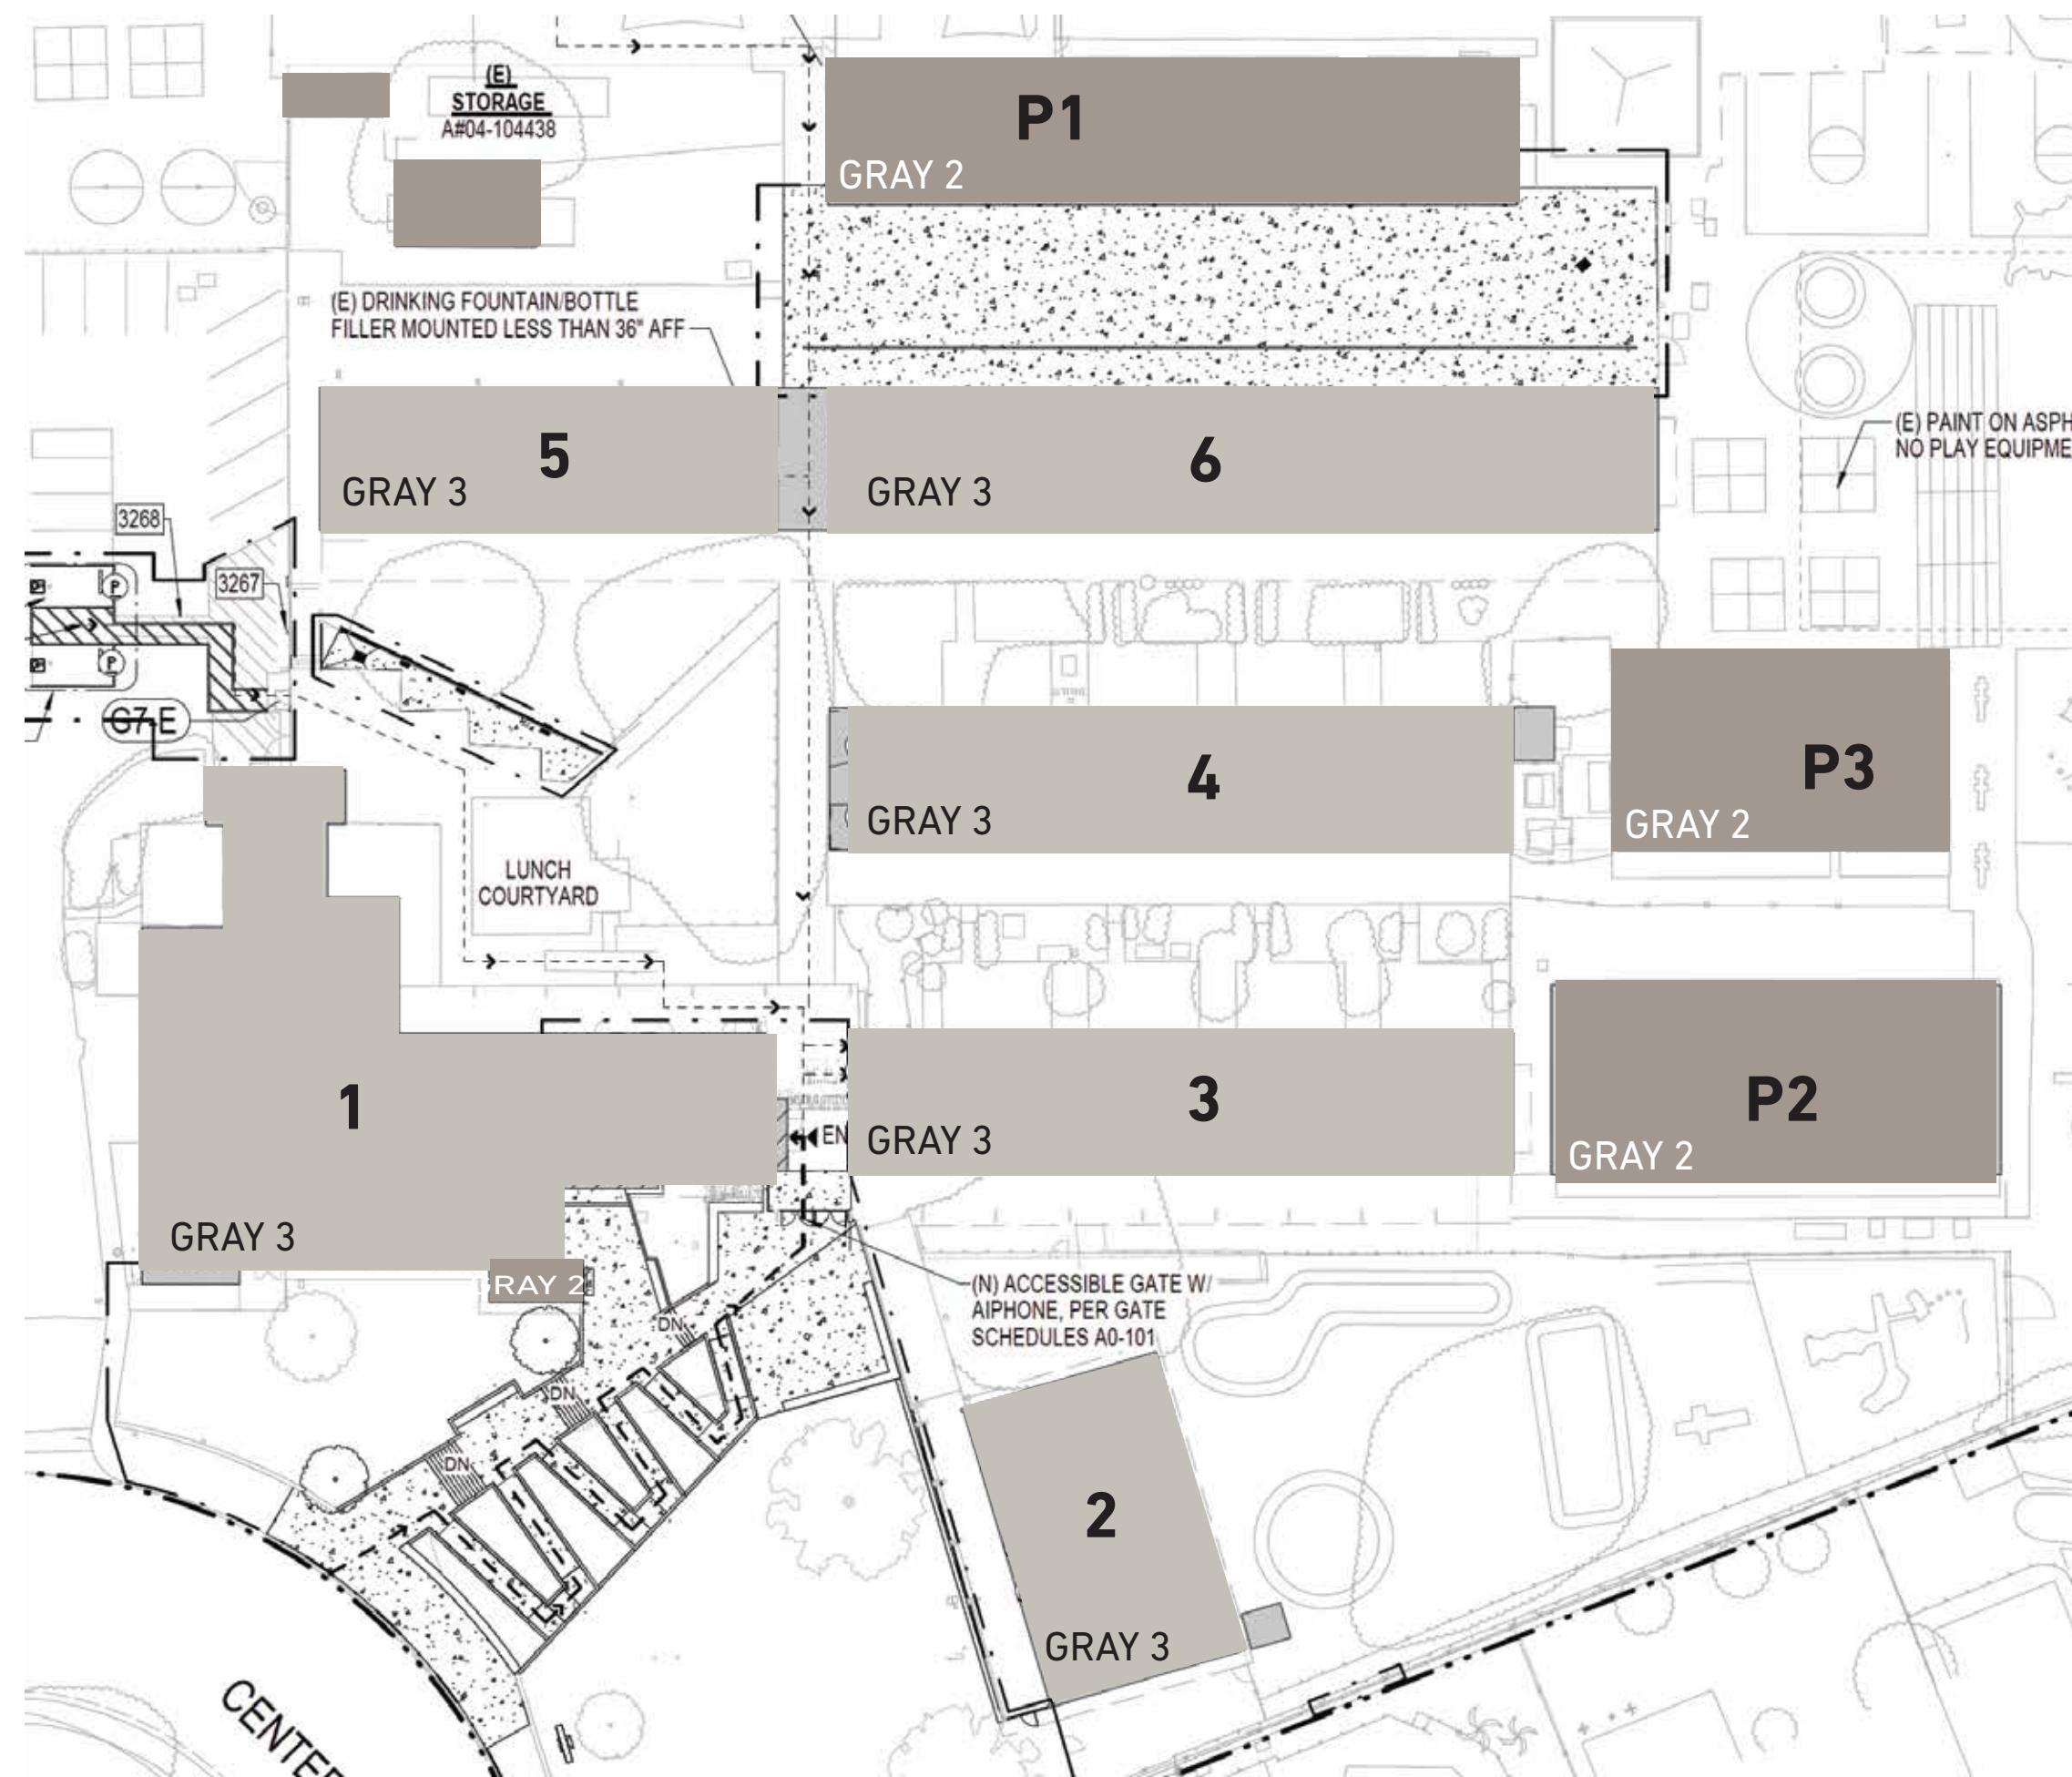 (E)
STORAGE
A#04-104438
P1
GRAY 2
(E) DRINKING FOUNTAIN/BOTTLE
FILLER MOUNTED LESS THAN 36" AFF
5
GRAY 3
6
GRAY 3
(E) PAINT ON ASPH
NO PLAY EQUIPME
3268
3267
P
P
G7-E
4
GRAY 3
P3
GRAY 2
LUNCH
COURTYARD
1
GRAY 3
EN
3
GRAY 3
P2
GRAY 2
GRAY 2
(N) ACCESSIBLE GATE W/
AIPHONE, PER GATE
SCHEDULES A0-101
DN
DN
DN
2
GRAY 3
CENTER